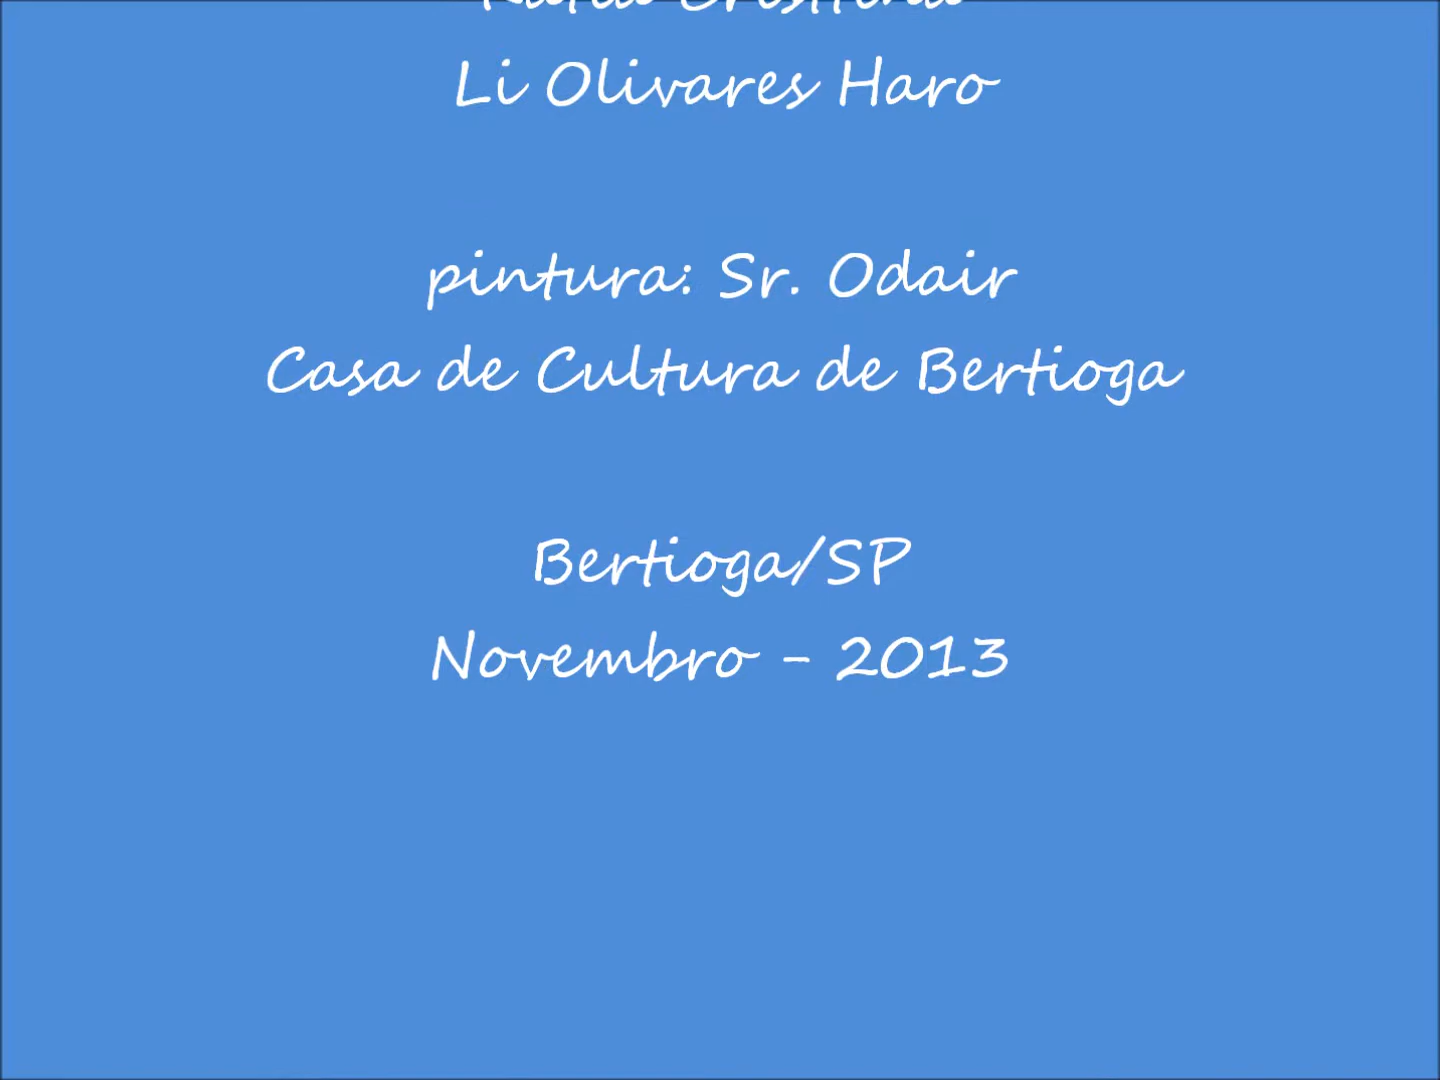 Li Olivares Haro
pintura: Sr. Odair
Casa de Cultura de Bertioga
Bertioga/SP
Novembro - 2013